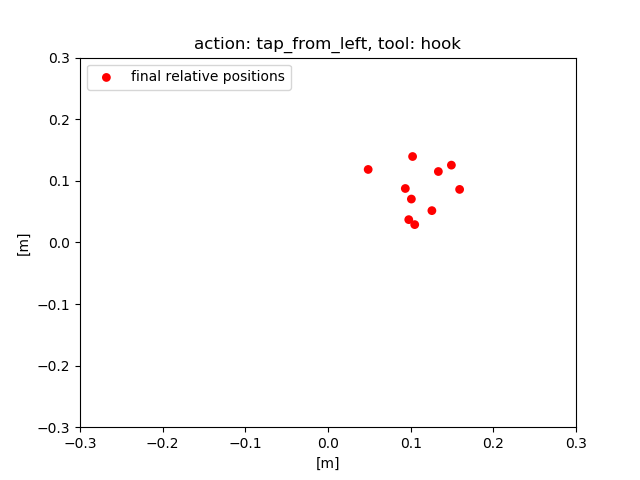 action: tap_from_left, tool: hook
final relative positions
0.3
0.2
0.1
0.0
−0.1
−0.2
−0.3
[m]
−0.3 −0.2 −0.1 0.0 0.1 0.2 0.3
[m]